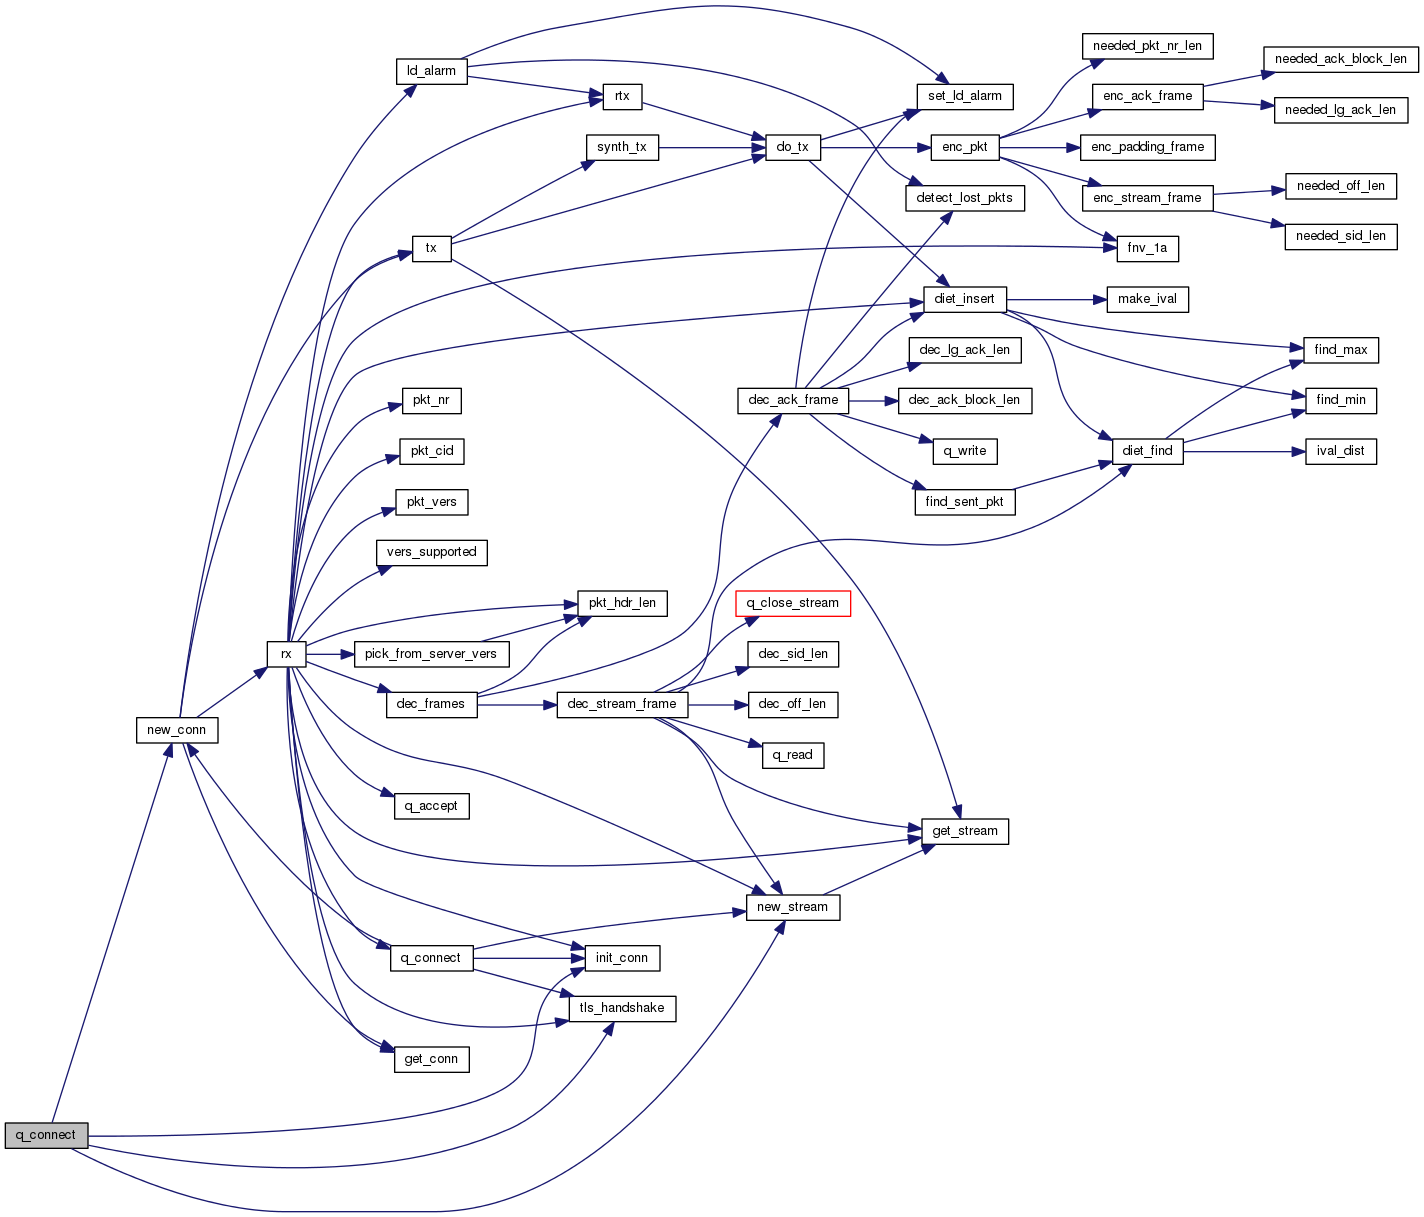 needed_pkt_nr_len
needed_ack_block_len
ld_alarm
rtx
set_ld_alarm
enc_ack_frame
needed_lg_ack_len
synth_tx
do_tx
enc_pkt
enc_padding_frame
detect_lost_pkts
enc_stream_frame
needed_off_len
needed_sid_len
tx
fnv_1a
diet_insert
make_ival
dec_lg_ack_len
find_max
pkt_nr
dec_ack_frame
dec_ack_block_len
find_min
pkt_cid
q_write
diet_find
ival_dist
pkt_vers
find_sent_pkt
vers_supported
pkt_hdr_len
q_close_stream
rx
pick_from_server_vers
dec_sid_len
dec_frames
dec_stream_frame
dec_off_len
new_conn
q_read
q_accept
get_stream
new_stream
q_connect
init_conn
tls_handshake
get_conn
q_connect